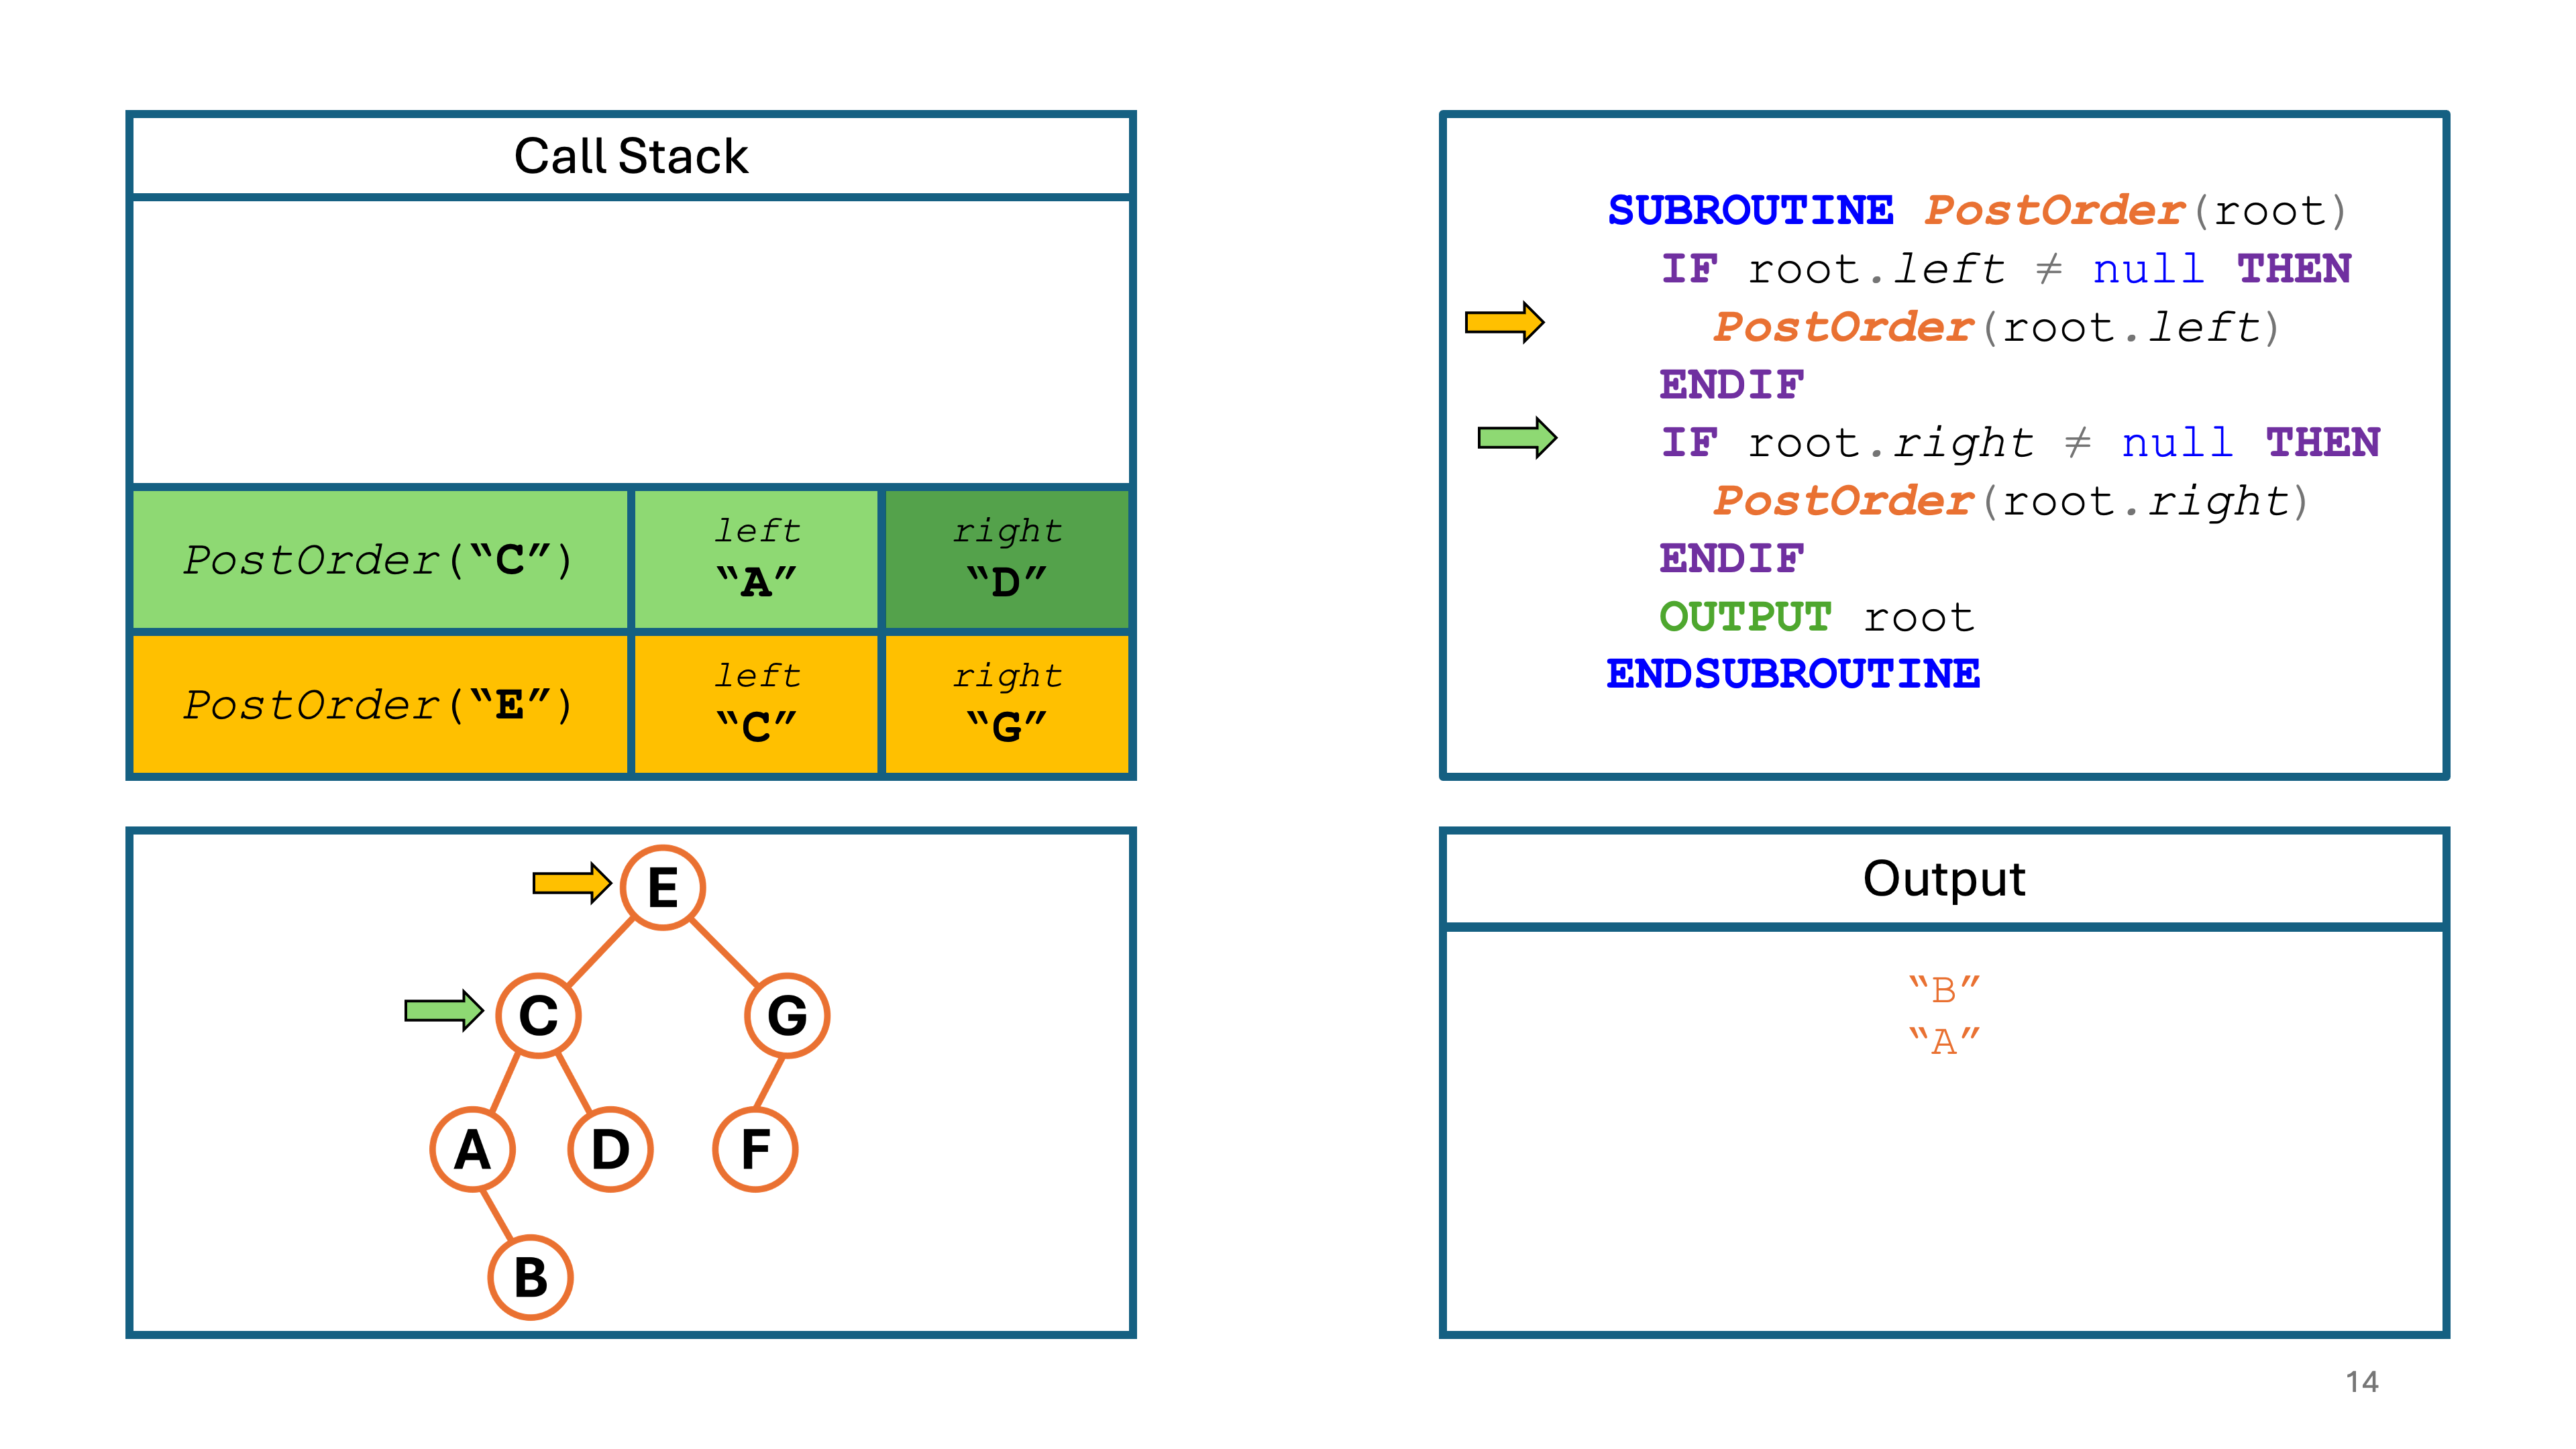 Call Stack
PostOrder(“C”)
left
“A”
right
“D”
PostOrder(“E”)
left
“C”
right
“G”
SUBROUTINE PostOrder(root)
IF root.left ≠ null THEN
PostOrder(root.left)
ENDIF
IF root.right ≠ null THEN
PostOrder(root.right)
ENDIF
OUTPUT root
ENDSUBROUTINE
E
C G
A D F
B
Output
“B”
“A”
14